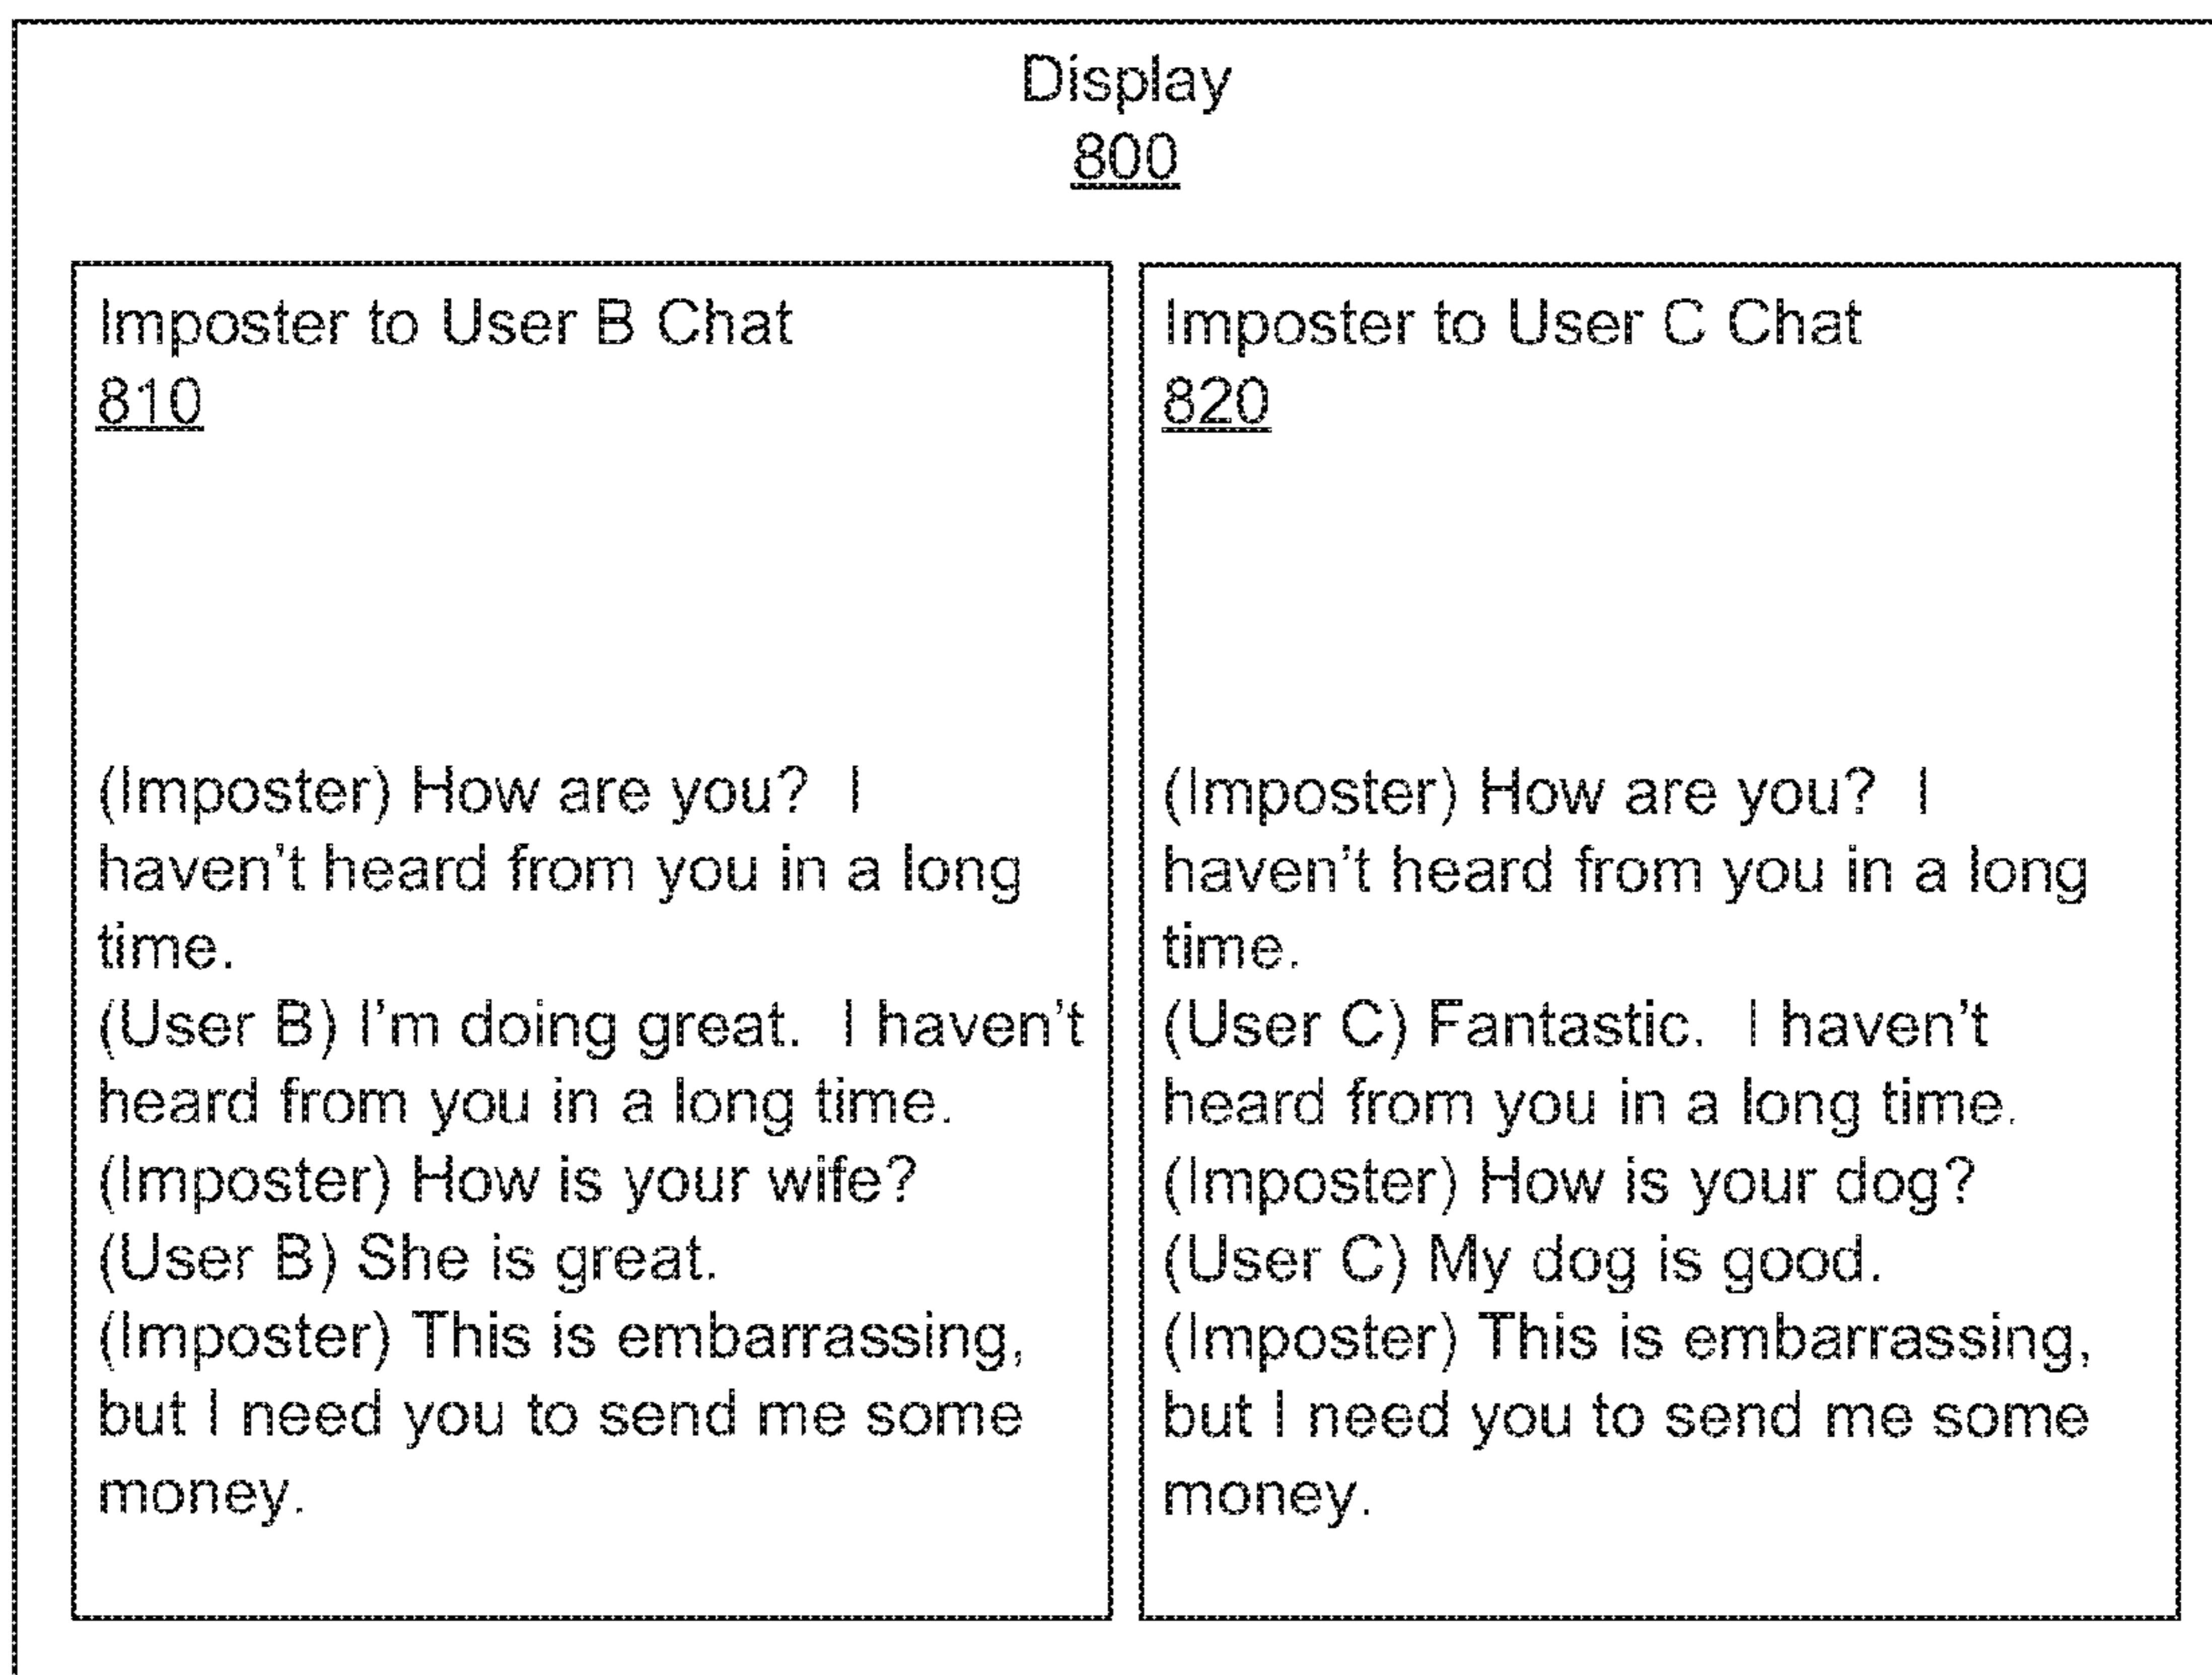 Display
800
Imposter to User B Chat
810
(Imposter) How are you?  I
haven't heard from you in a long
time.
(User B) I'm doing great.  I haven't
heard from you in a long time.
(Imposter) How is your wife?
(User B) She is great.
(Imposter) This is embarrassing,
but I need you to send me some
money.
Imposter to User C Chat
820
(Imposter) How are you?  I
haven't heard from you in a long
time.
(User C) Fantastic.  I haven't
heard from you in a long time.
(Imposter) How is your dog?
(User C) My dog is good.
(Imposter) This is embarrassing,
but I need you to send me some
money.